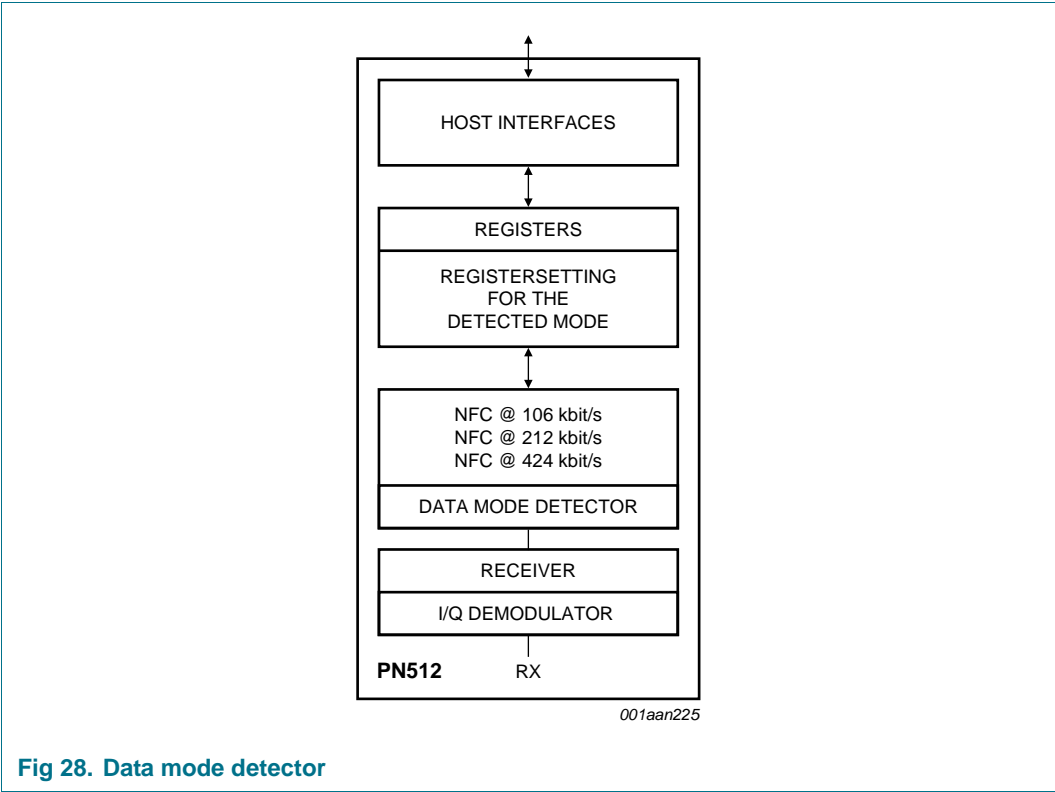 HOST INTERFACES
REGISTERS
REGISTERSETTING
FOR THE
DETECTED MODE
NFC @ 106 kbit/s
NFC @ 212 kbit/s
NFC @ 424 kbit/s
DATA MODE DETECTOR
RECEIVER
I/Q DEMODULATOR
PN512 RX
001aan225
Fig 28. Data mode detector